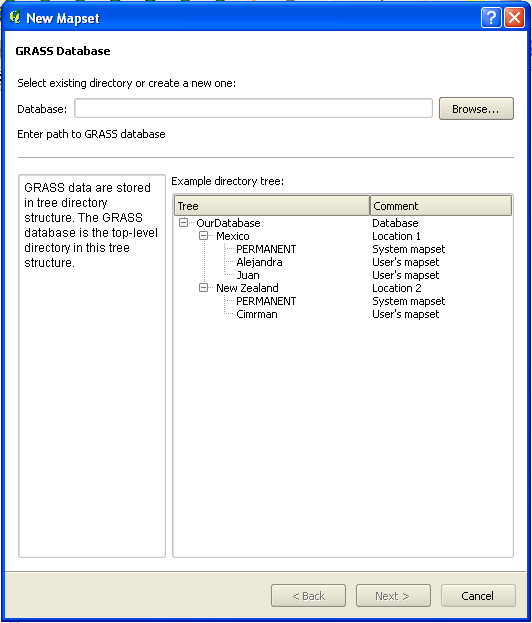 New Mapset
GRASS Database
Select existing directory or create a new one:
Database:
Browse...
Enter path to GRASS database
GRASS data are stored
in tree directory
structure. The GRASS
database is the top-level
directory in this tree
structure.
Example directory tree:
Tree Comment
OurDatabase Database
Mexico Location 1
PERMANENT System mapset
Alejandra User's mapset
Juan User's mapset
New Zealand Location 2
PERMANENT System mapset
Cimrman User's mapset
< Back Next > Cancel